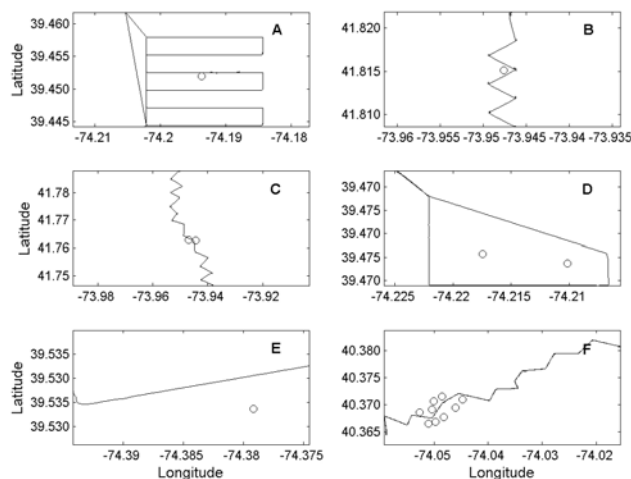 39.460
39.455
39.450
39.445
Latitude
A
-74.21 -74.2 -74.19 -74.18
41.820
41.815
41.810
B
-73.96 -73.955 -73.95 -73.945 -73.94 -73.935
41.78
41.77
41.76
41.75
Latitude
C
-73.98 -73.96 -73.94 -73.92
39.470
39.475
39.475
39.470
D
-74.225 -74.22 -74.215 -74.210
39.535
39.530
39.535
39.530
Latitude
E
-74.39 -74.385 -74.38 -74.375
Longitude
40.380
40.375
40.370
40.365
F
-74.05 -74.04 -74.03 -74.02
Longitude